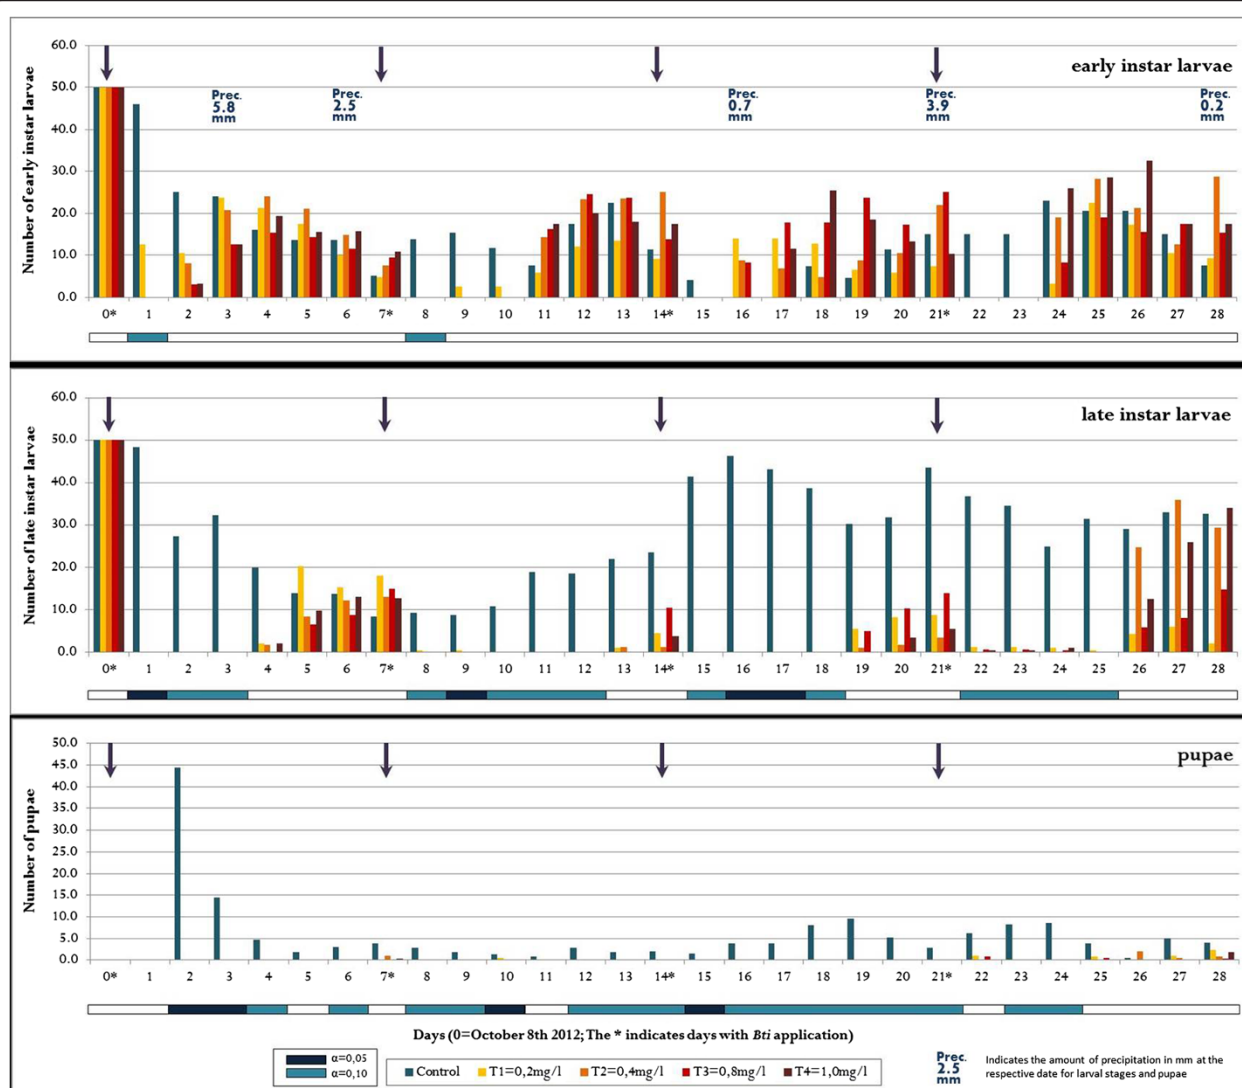 early instar larvae
Number of early instar larvae
60.0
50.0
40.0
30.0
20.0
10.0
0.0
Prec. 5.8 mm
Prec. 2.5 mm
Prec. 0.7 mm
Prec. 3.9 mm
Prec. 0.2 mm
0* 1 2 3 4 5 6 7* 8 9 10 11 12 13 14* 15 16 17 18 19 20 21* 22 23 24 25 26 27 28
late instar larvae
Number of late instar larvae
60.0
50.0
40.0
30.0
20.0
10.0
0.0
0* 1 2 3 4 5 6 7* 8 9 10 11 12 13 14* 15 16 17 18 19 20 21* 22 23 24 25 26 27 28
pupae
Number of pupae
50.0
45.0
40.0
35.0
30.0
25.0
20.0
15.0
10.0
5.0
0.0
0* 1 2 3 4 5 6 7* 8 9 10 11 12 13 14* 15 16 17 18 19 20 21* 22 23 24 25 26 27 28
Days (0=October 8th 2012; The * indicates days with Bti application)
α=0,05
α=0,10
Control T1=0,2mg/l T2=0,4mg/l T3=0,8mg/l T4=1,0mg/l
Prec. 2.5 mm
Indicates the amount of precipitation in mm at the
respective date for larval stages and pupae